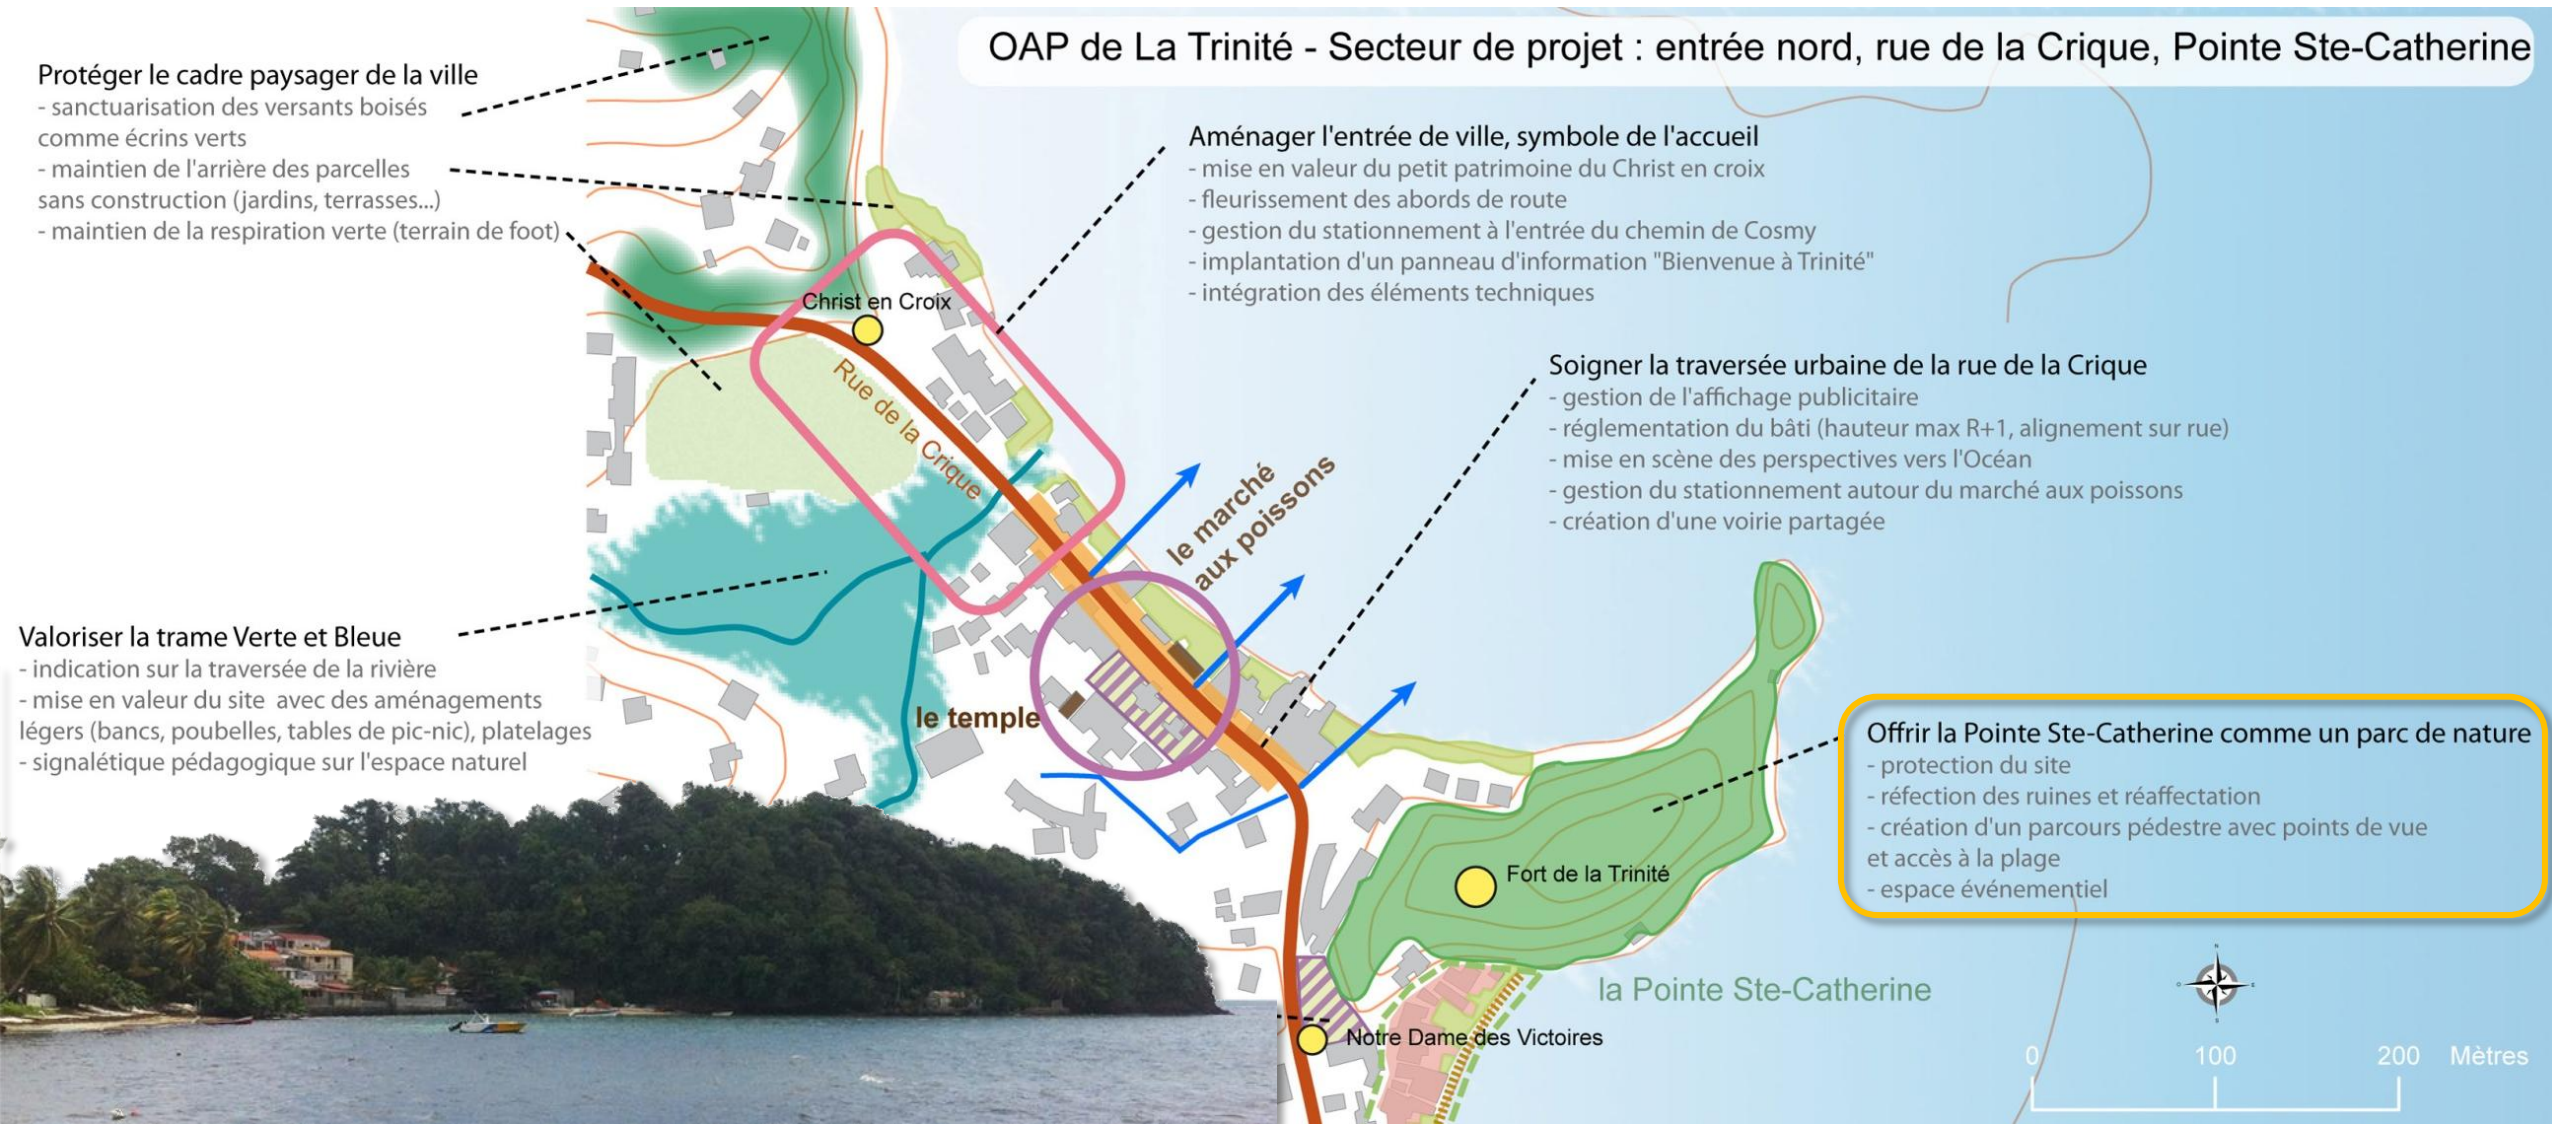 OAP de La Trinité - Secteur de projet : entrée nord, rue de la Crique, Pointe Ste-Catherine
Protéger le cadre paysager de la ville
- sanctuarisation des versants boisés
comme écrins verts
- maintien de l'arrière des parcelles
sans construction (jardins, terrasses...)
- maintien de la respiration verte (terrain de foot)
Aménager l'entrée de ville, symbole de l'accueil
- mise en valeur du petit patrimoine du Christ en croix
- fleurissement des abords de route
- gestion du stationnement à l'entrée du chemin de Cosmy
- implantation d'un panneau d'information "Bienvenue à Trinité"
- intégration des éléments techniques
Christ en Croix
Rue de la Crique
Soigner la traversée urbaine de la rue de la Crique
- gestion de l'affichage publicitaire
- réglementation du bâti (hauteur max R+1, alignement sur rue)
- mise en scène des perspectives vers l'Océan
- gestion du stationnement autour du marché aux poissons
- création d'une voirie partagée
le marché
aux poissons
Valoriser la trame Verte et Bleue
- indication sur la traversée de la rivière
- mise en valeur du site avec des aménagements
légers (bancs, poubelles, tables de pic-nic), platelages
- signalétique pédagogique sur l'espace naturel
le temple
Offrir la Pointe Ste-Catherine comme un parc de nature
- protection du site
- réfection des ruines et réaffectation
- création d'un parcours pédestre avec points de vue
et accès à la plage
- espace événementiel
Fort de la Trinité
la Pointe Ste-Catherine
Notre Dame des Victoires
N
O
E
S
0 100 200 Mètres